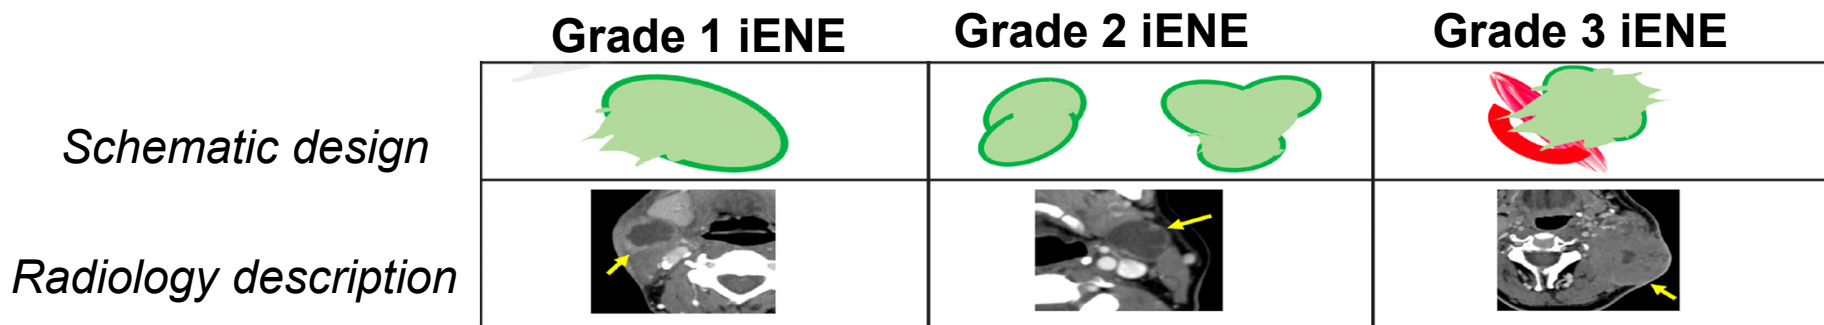 Grade 1 iENE
Grade 2 iENE
Grade 3 iENE
Schematic design
Radiology description